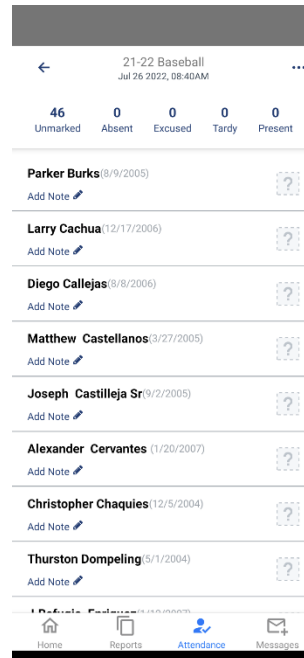 21-22 Baseball
Jul 26 2022, 08:40AM
46 0 0 0 0
Unmarked Absent Excused Tardy Present
Parker Burks(8/9/2005)
Add Note
Larry Cachua(12/17/2006)
Add Note
Diego Callejas(8/8/2006)
Add Note
Matthew Castellanos(3/27/2005)
Add Note
Joseph Castilleja Sr(9/2/2005)
Add Note
Alexander Cervantes (1/20/2007)
Add Note
Christopher Chaquies(12/5/2004)
Add Note
Thurston Dompeling(5/1/2004)
Add Note
Home Reports Attendance Messages